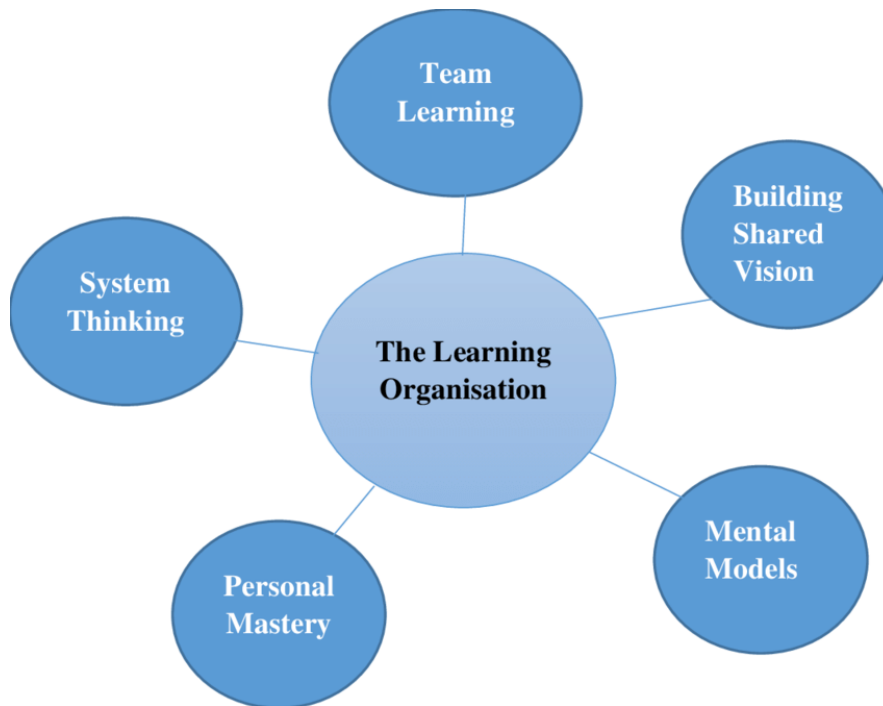 Team
Learning
Building
Shared
Vision
System
Thinking
The Learning
Organisation
Mental
Models
Personal
Mastery